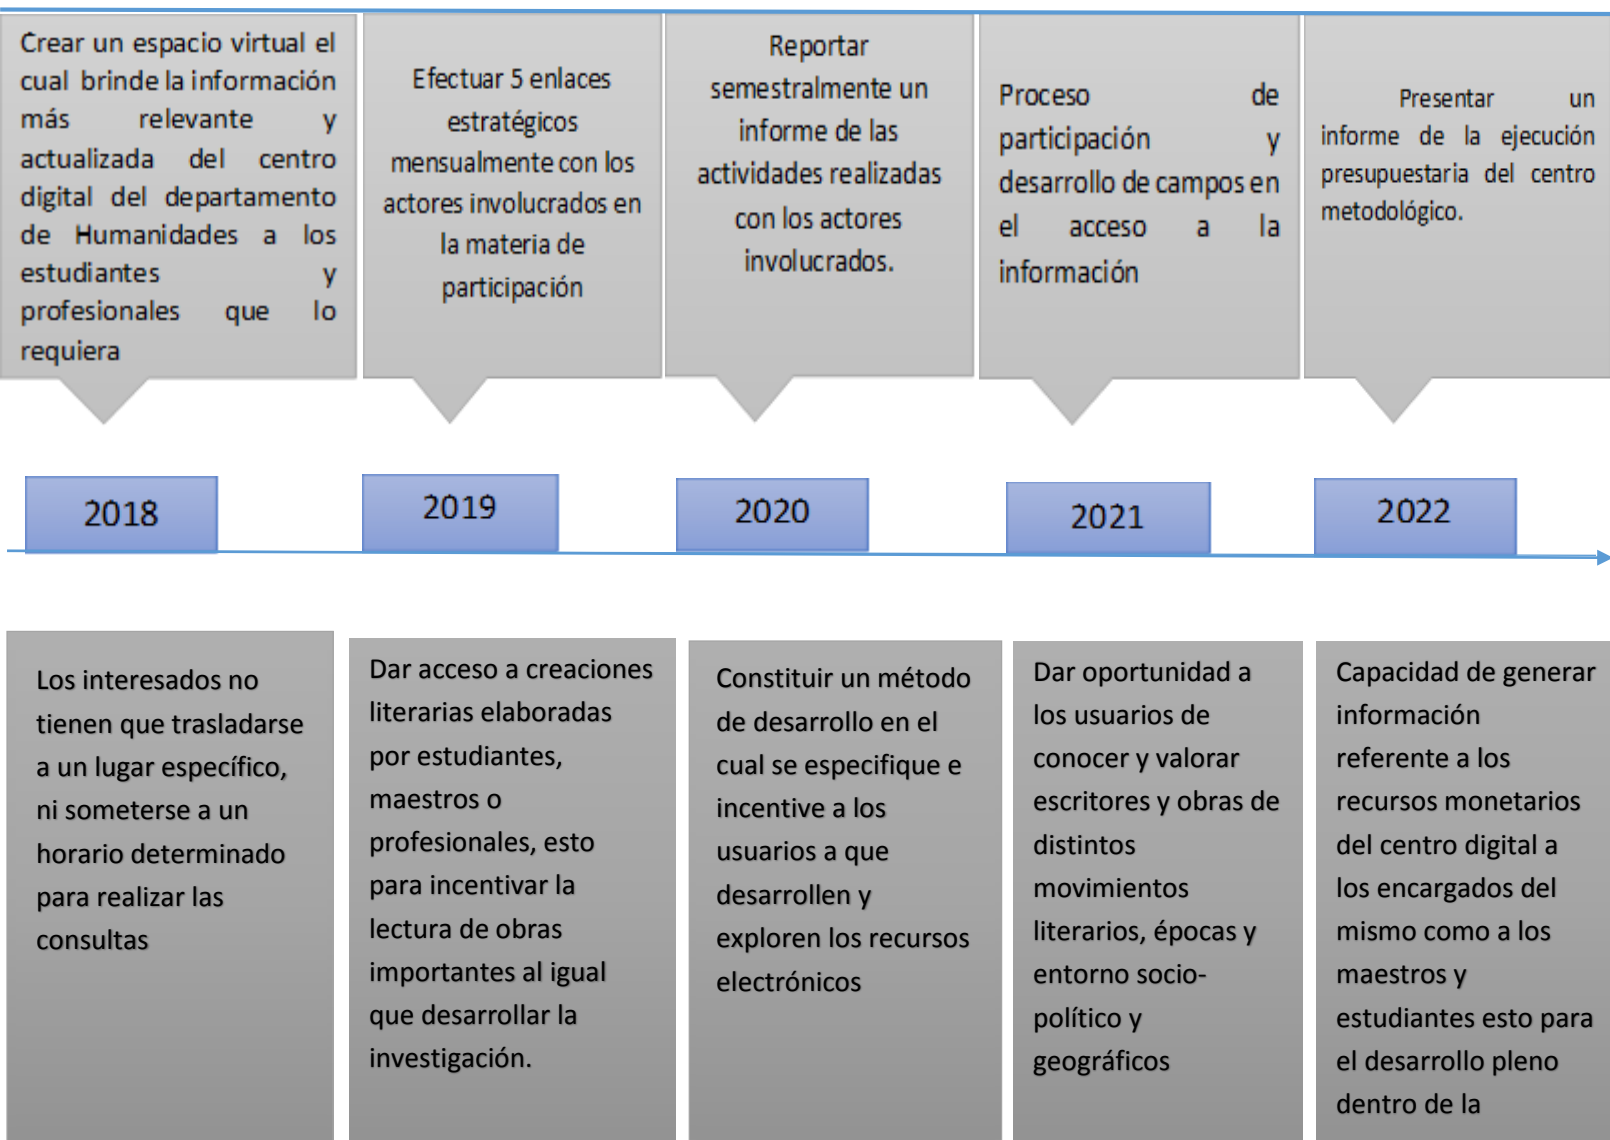 Crear un espacio virtual el
cual brinde la información
más relevante y
actualizada del centro
digital del departamento
de Humanidades a los
estudiantes y
profesionales que lo
requiera
Efectuar 5 enlaces
estratégicos
mensualmente con los
actores involucrados en
la materia de
participación
Reportar
semestralmente un
informe de las
actividades realizadas
con los actores
involucrados.
Proceso de
participación y
desarrollo de campos en
el acceso a la
información
Presentar un
informe de la ejecución
presupuestaria del centro
metodológico.
2018
2019
2020
2021
2022
Los interesados no
tienen que trasladarse
a un lugar específico,
ni someterse a un
horario determinado
para realizar las
consultas
Dar acceso a creaciones
literarias elaboradas
por estudiantes,
maestros o
profesionales, esto
para incentivar la
lectura de obras
importantes al igual
que desarrollar la
investigación.
Constituir un método
de desarrollo en el
cual se especifique e
incentive a los
usuarios a que
desarrollen y
exploren los recursos
electrónicos
Dar oportunidad a
los usuarios de
conocer y valorar
escritores y obras de
distintos
movimientos
literarios, épocas y
entorno socio-
político y
geográficos
Capacidad de generar
información
referente a los
recursos monetarios
del centro digital a
los encargados del
mismo como a los
maestros y
estudiantes esto para
el desarrollo pleno
dentro de la